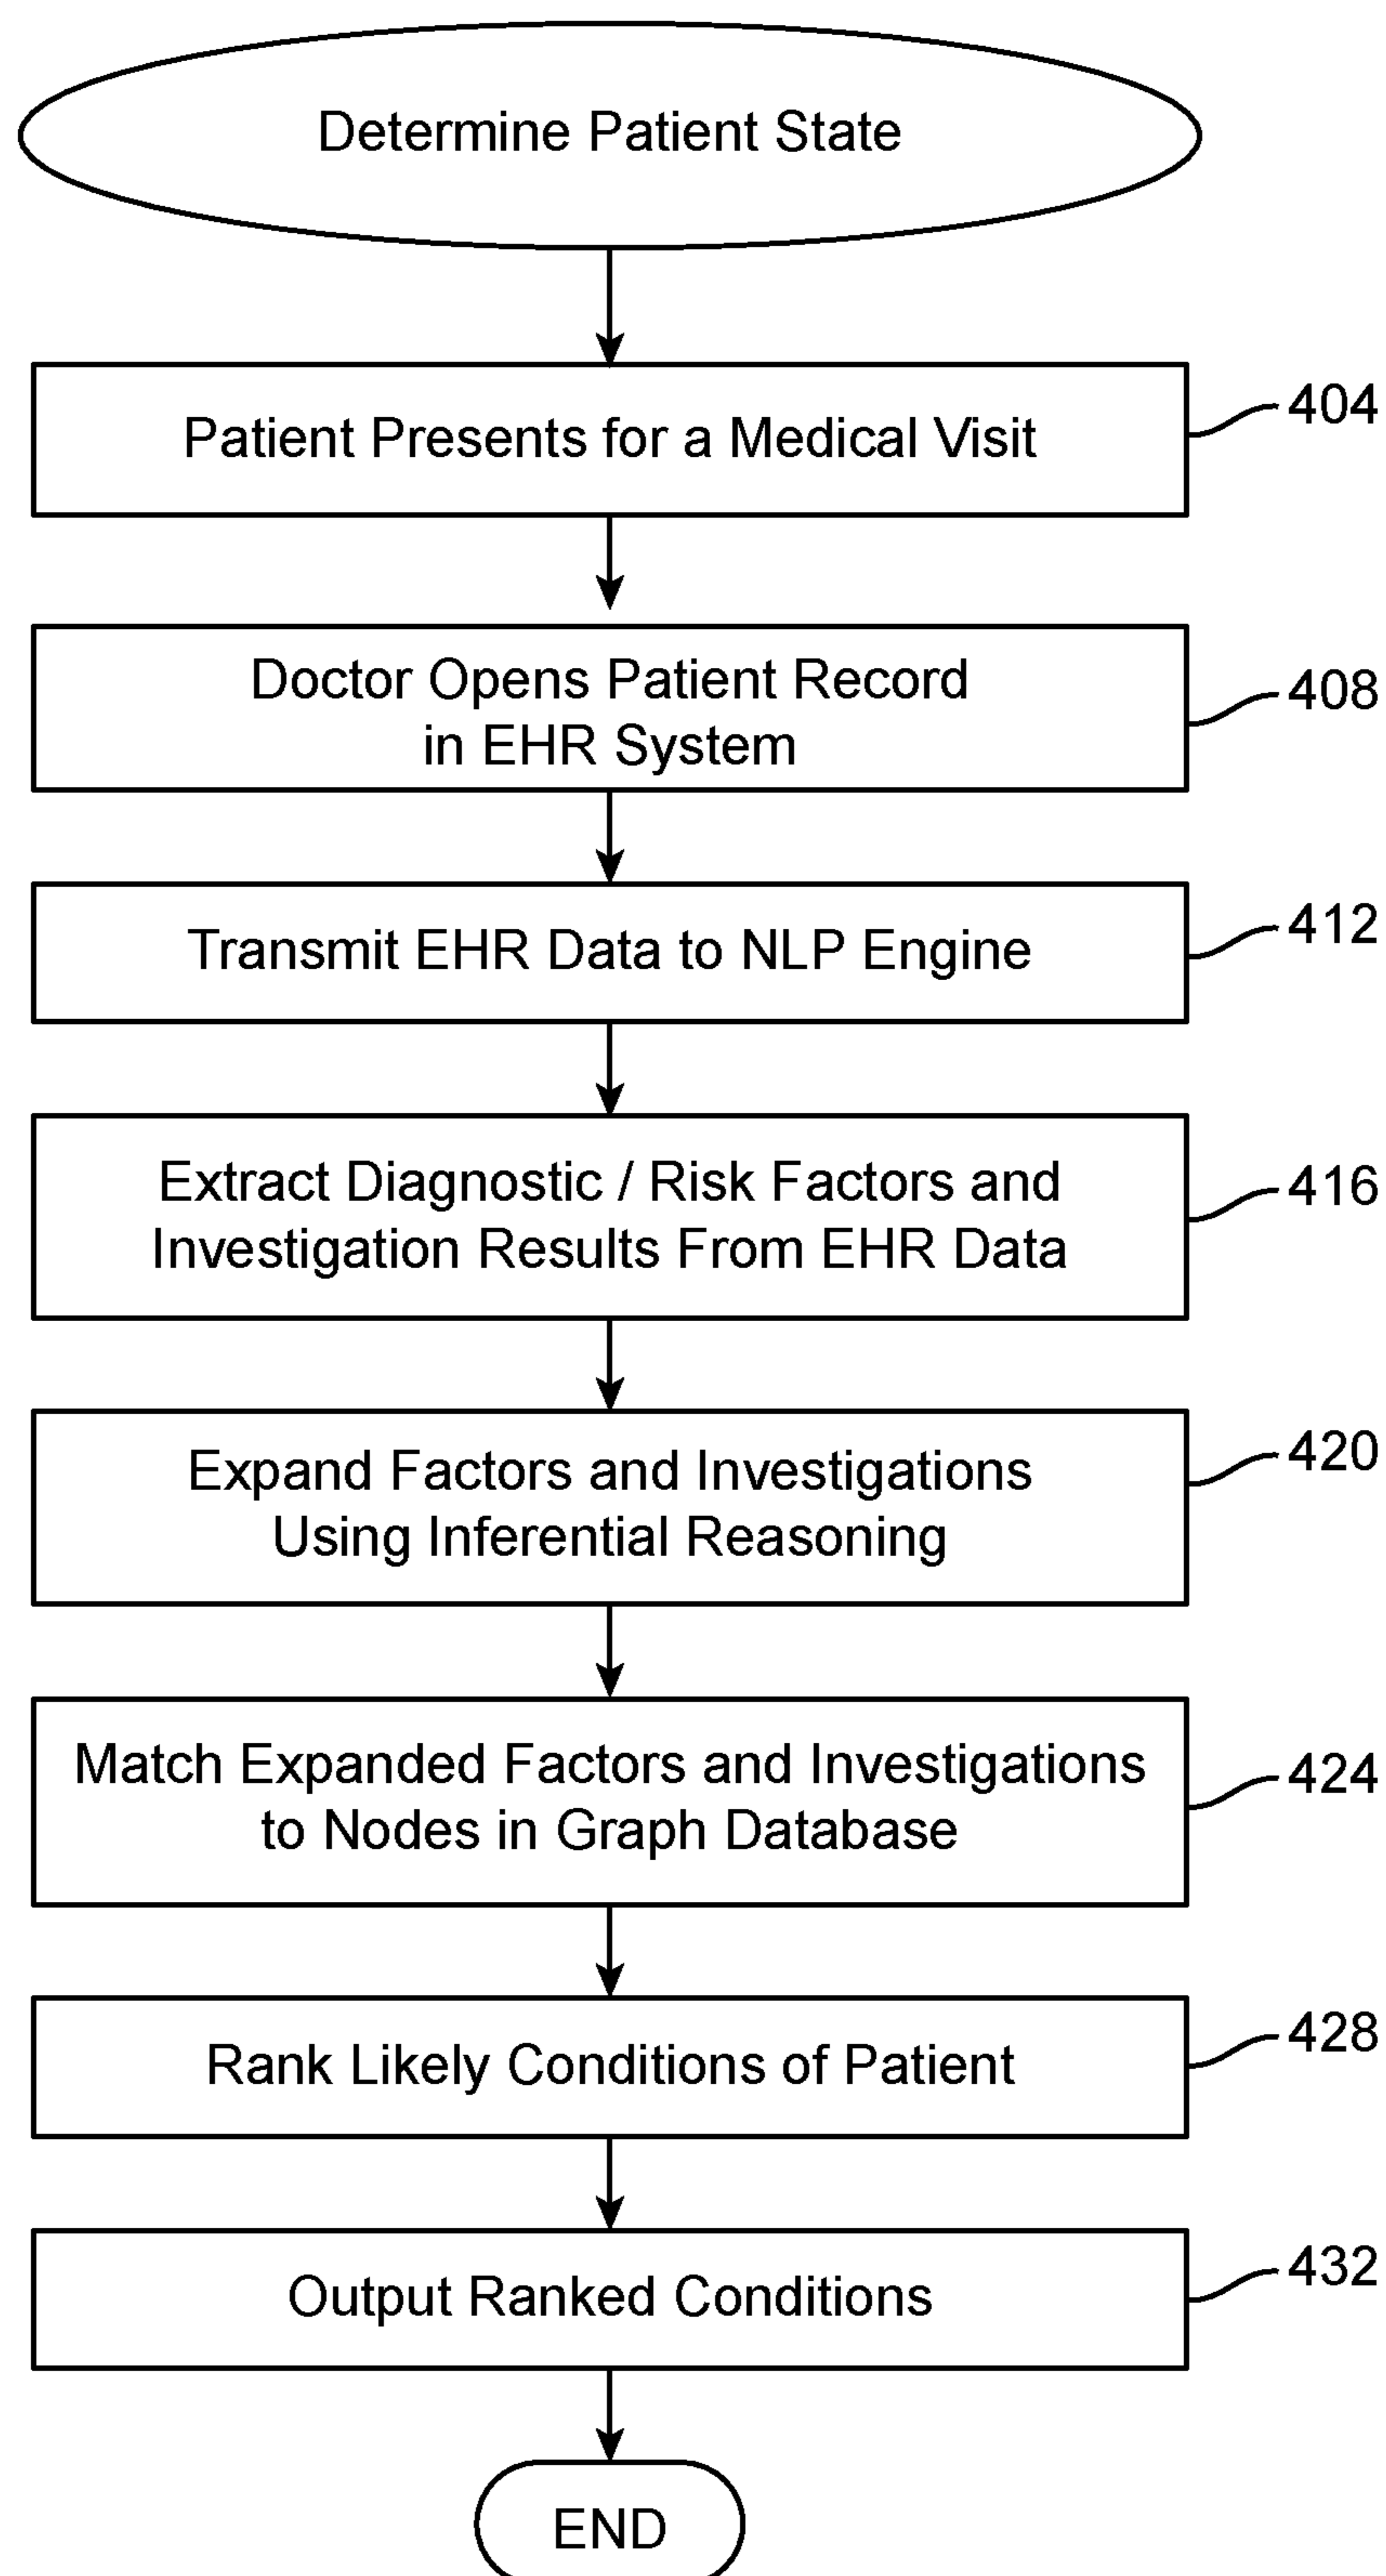 Determine Patient State
Patient Presents for a Medical Visit
404
Doctor Opens Patient Record
in EHR System
408
Transmit EHR Data to NLP Engine
412
Extract Diagnostic / Risk Factors and
Investigation Results From EHR Data
416
Expand Factors and Investigations
Using Inferential Reasoning
420
Match Expanded Factors and Investigations
to Nodes in Graph Database
424
Rank Likely Conditions of Patient
428
Output Ranked Conditions
432
END